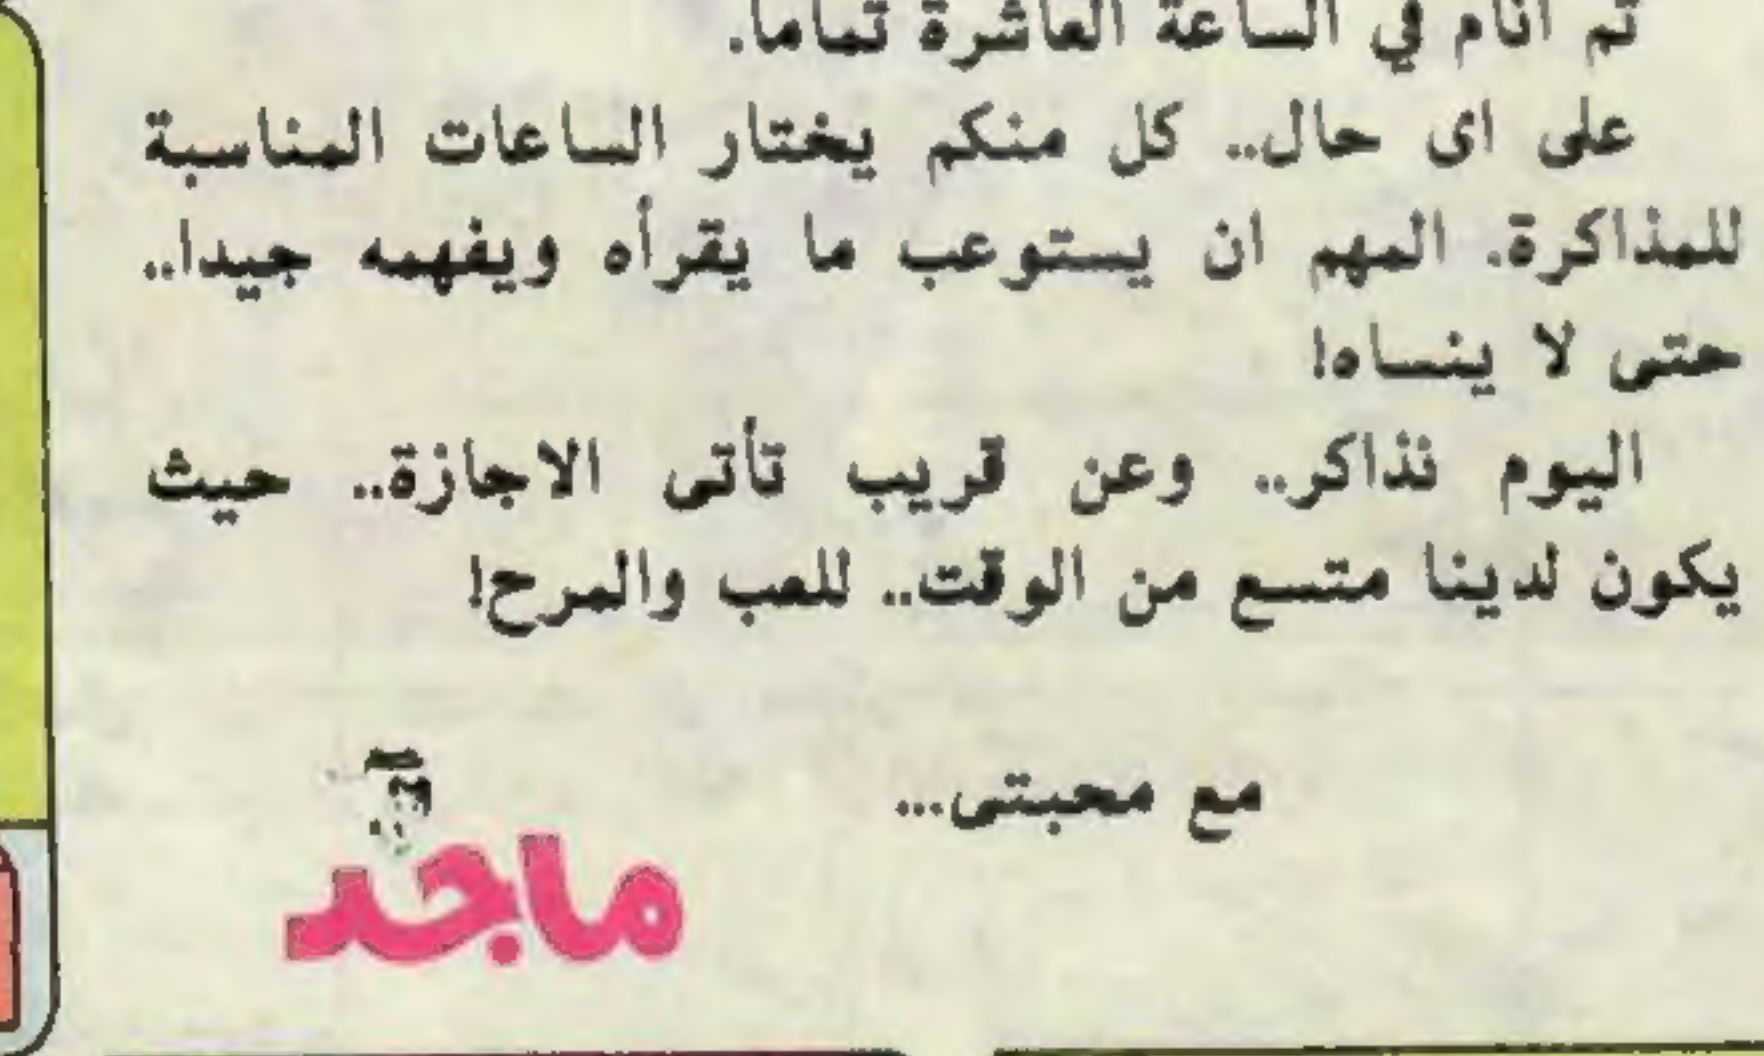 ثم انام في الساعة العاشرة تماما.
على اى حال.. كل منكم يختار الساعات المناسبة
للمذاكرة. المهم ان يستوعب ما يقرأه ويفهمه جيدا..
حتى لا ينساه!
اليوم نذاكر.. وعن قريب تأتى الاجازة.. حيث
يكون لدينا متسع من الوقت.. للعب والمرح!
مع محبتى...
ماجد